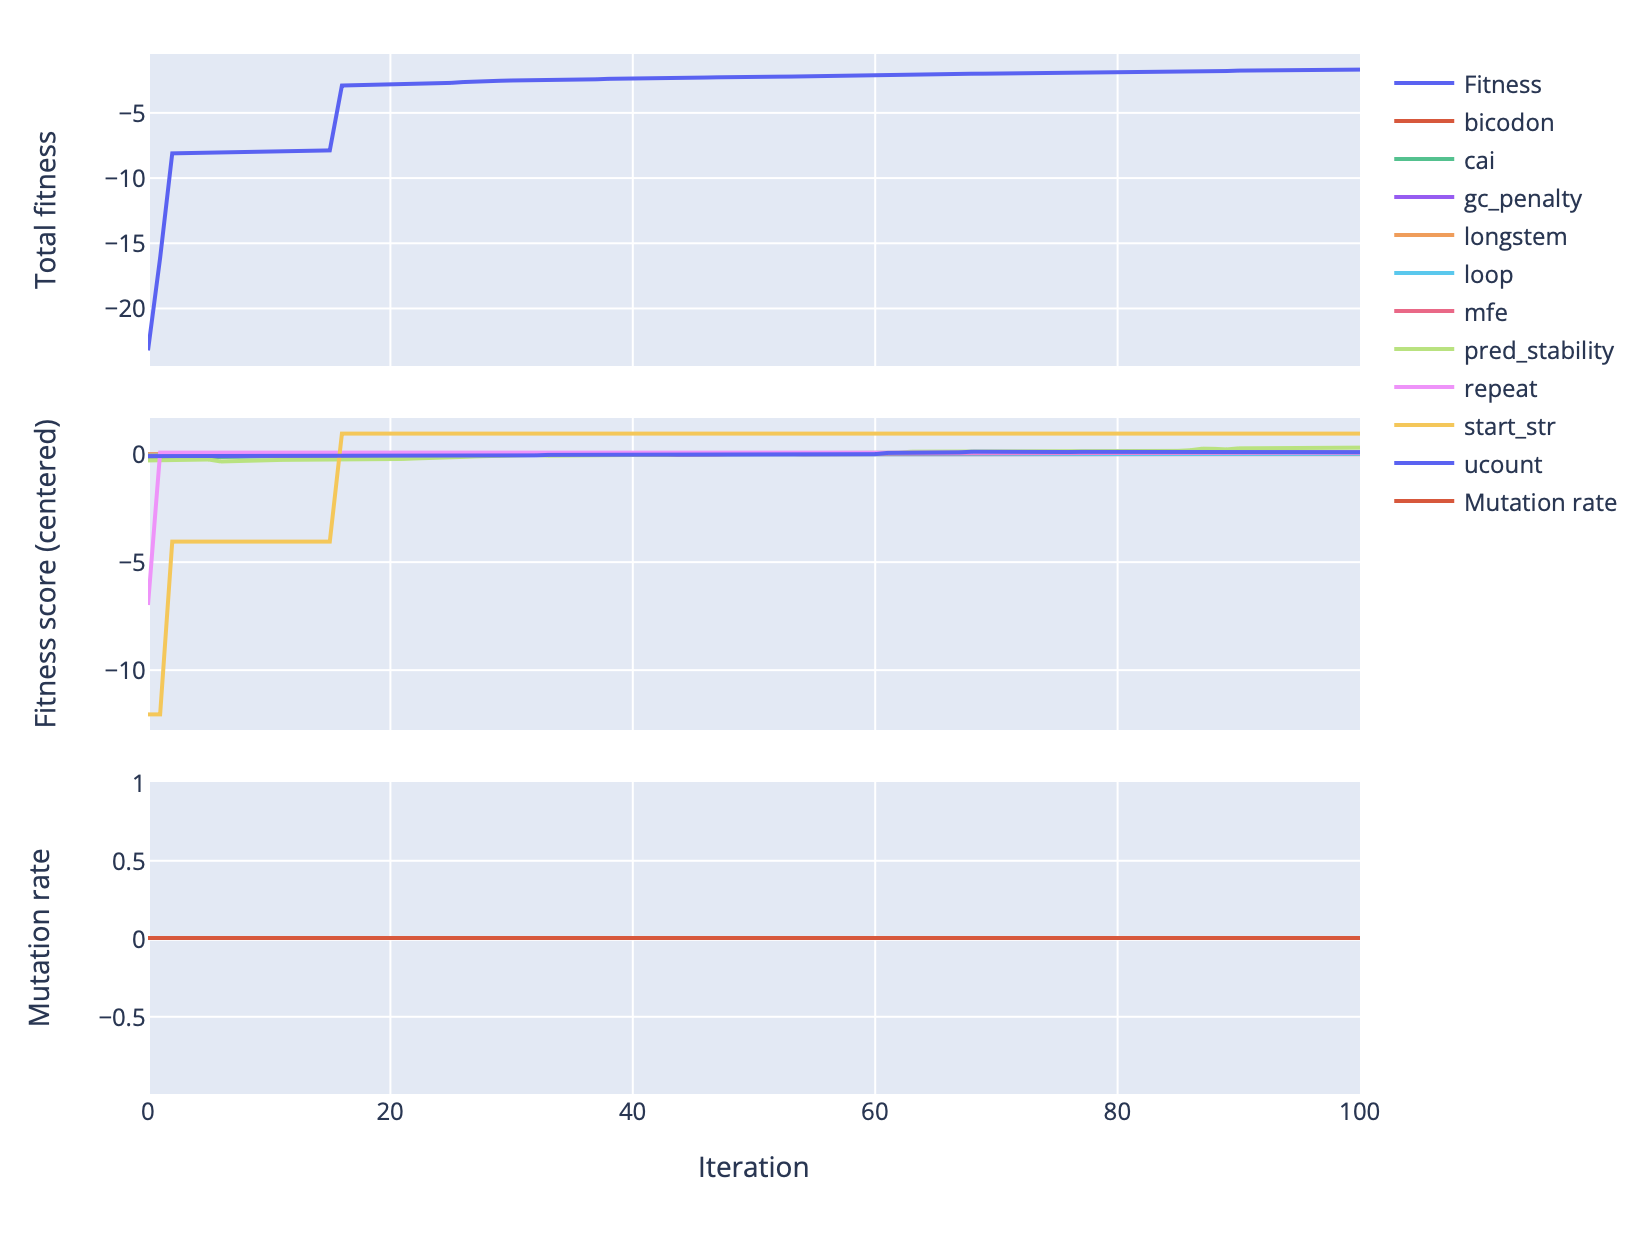 Total fitness
−5
−10
−15
−20
Fitness score (centered)
0
−5
−10
Mutation rate
1
0.5
0
−0.5
0 20 40 60 80 100
Iteration
Fitness
bicodon
cai
gc_penalty
longstem
loop
mfe
pred_stability
repeat
start_str
ucount
Mutation rate